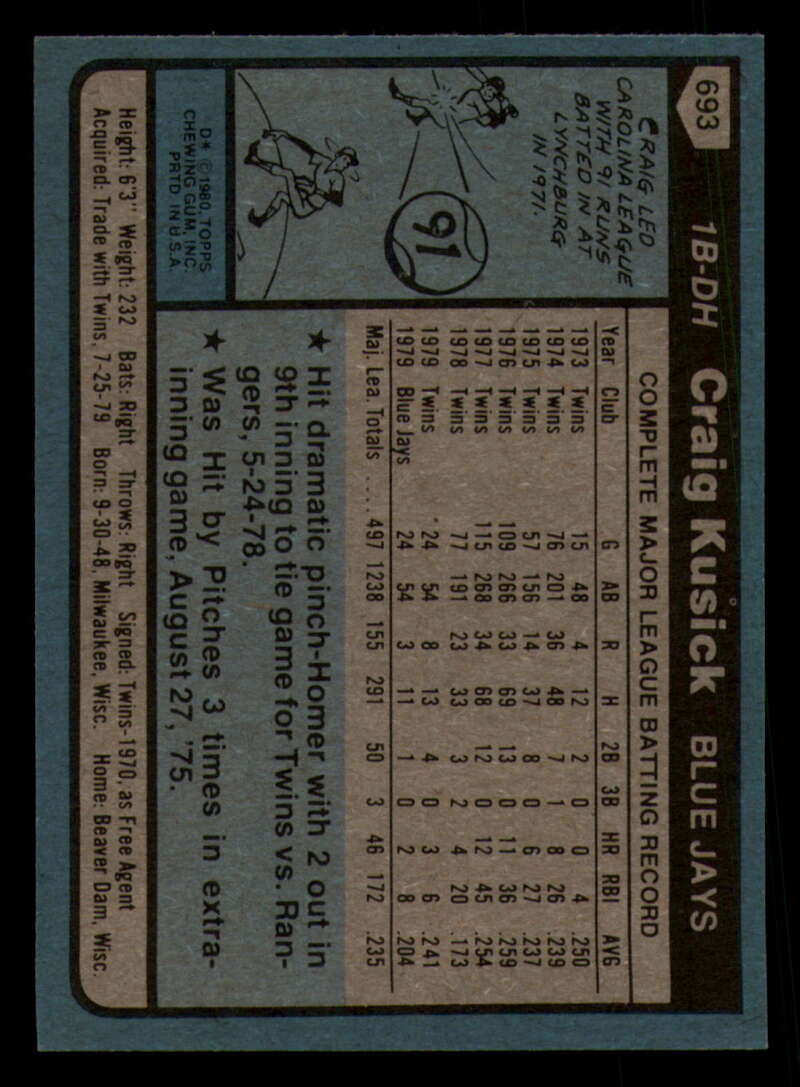 693 1B-DH Craig Kusick BLUE JAYS
CRAIG LED
CAROLINA LEAGUE
WITH 91 RUNS
BATTED IN AT
LYNCHBURG
IN 1971.
91
D* © 1980, TOPPS
CHEWING GUM, INC.
PRTD. IN U.S.A.
COMPLETE MAJOR LEAGUE BATTING RECORD
Year Club G AB R H 2B 3B HR RBI AVG
1973 Twins 15 48 4 12 2 0 0 4 .250
1974 Twins 76 201 36 48 7 1 8 26 .239
1975 Twins 57 156 14 37 8 0 6 27 .237
1976 Twins 109 266 33 69 13 0 11 36 .259
1977 Twins 115 268 34 68 12 0 12 45 .254
1978 Twins 77 191 23 33 3 2 4 20 .173
1979 Twins 24 54 8 13 4 0 3 6 .241
1979 Blue Jays 24 54 3 11 1 0 2 8 .204
Maj. Lea. Totals .... 497 1238 155 291 50 3 46 172 .235
★ Hit dramatic pinch-Homer with 2 out in
9th inning to tie game for Twins vs. Ran-
gers, 5-24-78.
★ Was Hit by Pitches 3 times in extra-
inning game, August 27, '75.
Height: 6'3" Weight: 232 Bats: Right Throws: Right Signed: Twins-1970, as Free Agent
Acquired: Trade with Twins, 7-25-79 Born: 9-30-48, Milwaukee, Wisc. Home: Beaver Dam, Wisc.